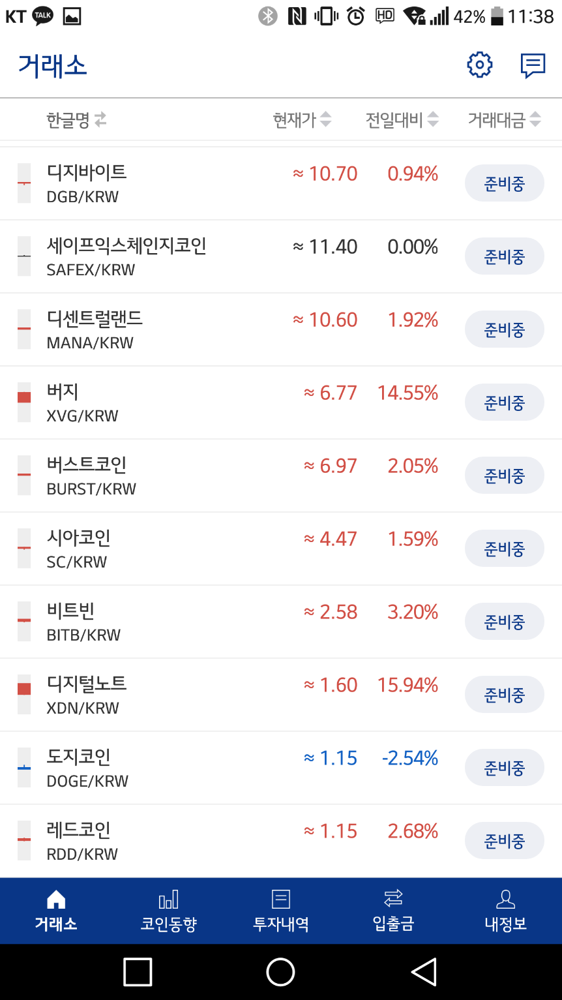 KT TALK HD 42% 11:38
거래소
한글명 현재가 전일대비 거래대금
디지바이트 ≈ 10.70 0.94% 준비중
DGB/KRW
세이프익스체인지코인 ≈ 11.40 0.00% 준비중
SAFEX/KRW
디센트럴랜드 ≈ 10.60 1.92% 준비중
MANA/KRW
버지 ≈ 6.77 14.55% 준비중
XVG/KRW
버스트코인 ≈ 6.97 2.05% 준비중
BURST/KRW
시아코인 ≈ 4.47 1.59% 준비중
SC/KRW
비트빈 ≈ 2.58 3.20% 준비중
BITB/KRW
디지털노트 ≈ 1.60 15.94% 준비중
XDN/KRW
도지코인 ≈ 1.15 -2.54% 준비중
DOGE/KRW
레드코인 ≈ 1.15 2.68% 준비중
RDD/KRW
거래소 코인동향 투자내역 입출금 내정보